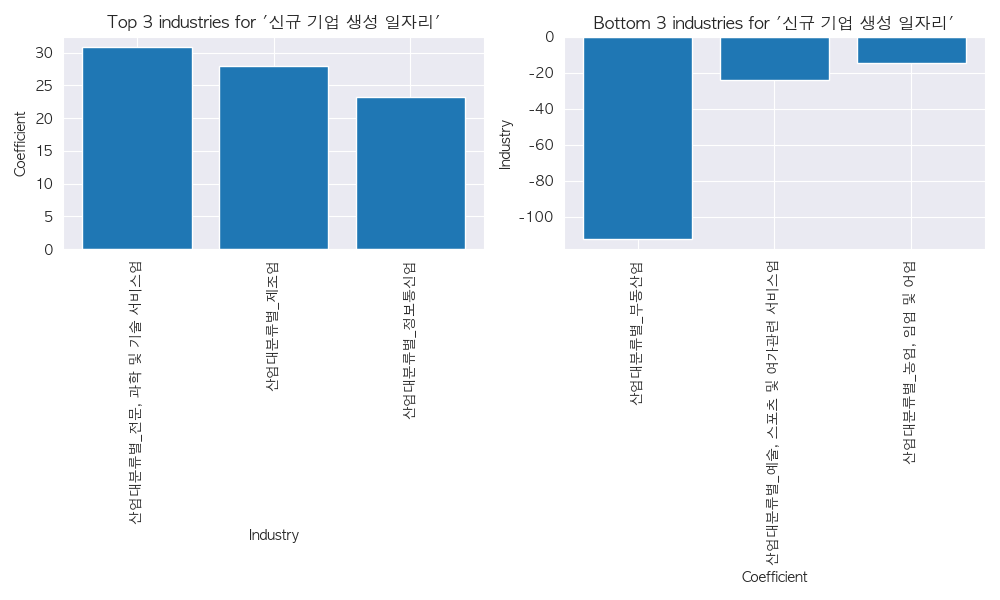 Top 3 industries for '신규 기업 생성 일자리'
Coefficient
30
25
20
15
10
5
0
산업대분류별_전문, 과학 및 기술 서비스업
산업대분류별_제조업
산업대분류별_정보통신업
Industry
Bottom 3 industries for '신규 기업 생성 일자리'
Industry
0
-20
-40
-60
-80
-100
산업대분류별_부동산업
산업대분류별_예술, 스포츠 및 여가관련 서비스업
산업대분류별_농업, 임업 및 어업
Coefficient